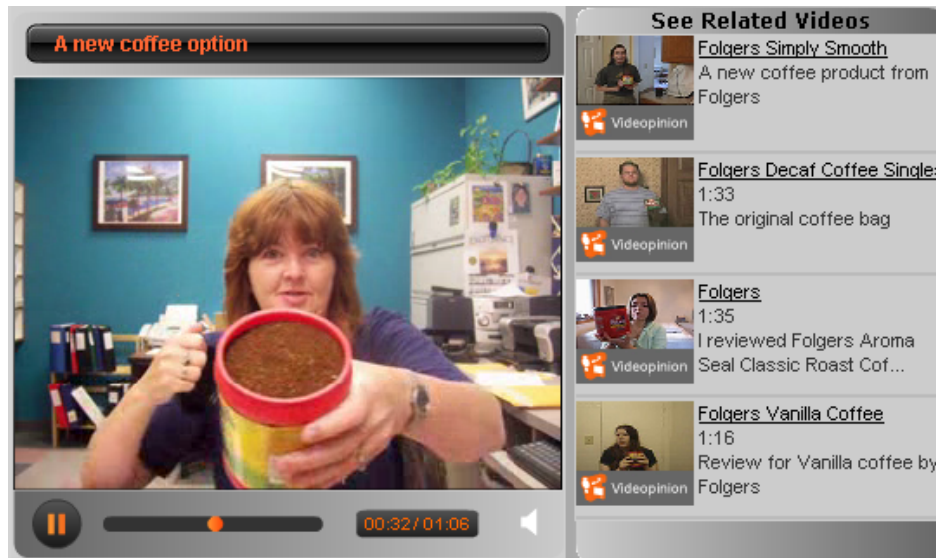 A new coffee option
00:32/01:06
See Related Videos
Folgers Simply Smooth
A new coffee product from
Folgers
Videopinion
Folgers Decaf Coffee Singles
1:33
The original coffee bag
Videopinion
Folgers
1:35
I reviewed Folgers Aroma
Seal Classic Roast Cof...
Videopinion
Folgers Vanilla Coffee
1:16
Review for Vanilla coffee by
Folgers
Videopinion